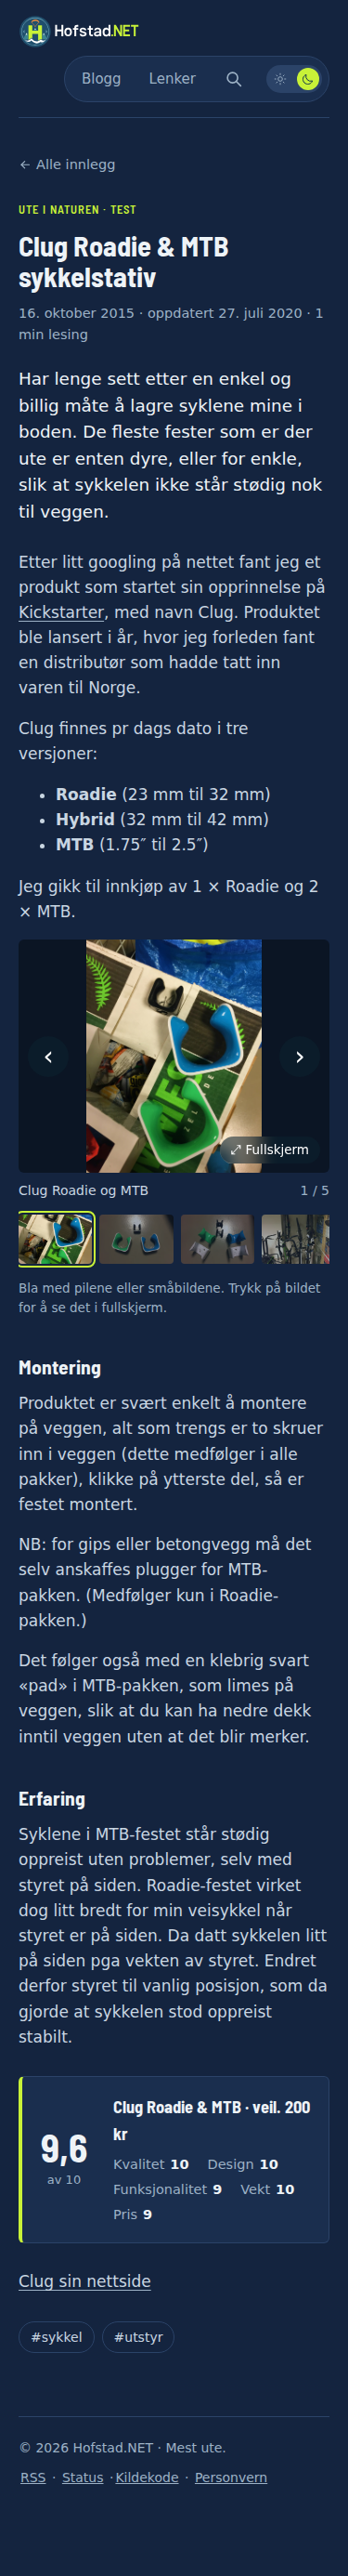 Hofstad.NET
Blogg Lenker
← Alle innlegg
UTE I NATUREN · TEST
Clug Roadie & MTB
sykkelstativ
16. oktober 2015 · oppdatert 27. juli 2020 · 1
min lesing
Har lenge sett etter en enkel og
billig måte å lagre syklene mine i
boden. De fleste fester som er der
ute er enten dyre, eller for enkle,
slik at sykkelen ikke står stødig nok
til veggen.
Etter litt googling på nettet fant jeg et
produkt som startet sin opprinnelse på
Kickstarter, med navn Clug. Produktet
ble lansert i år, hvor jeg forleden fant
en distributør som hadde tatt inn
varen til Norge.
Clug finnes pr dags dato i tre
versjoner:
• Roadie (23 mm til 32 mm)
• Hybrid (32 mm til 42 mm)
• MTB (1.75″ til 2.5″)
Jeg gikk til innkjøp av 1 × Roadie og 2
× MTB.
‹ ›
⤢ Fullskjerm
Clug Roadie og MTB 1 / 5
Bla med pilene eller småbildene. Trykk på bildet
for å se det i fullskjerm.
Montering
Produktet er svært enkelt å montere
på veggen, alt som trengs er to skruer
inn i veggen (dette medfølger i alle
pakker), klikke på ytterste del, så er
festet montert.
NB: for gips eller betongvegg må det
selv anskaffes plugger for MTB-
pakken. (Medfølger kun i Roadie-
pakken.)
Det følger også med en klebrig svart
«pad» i MTB-pakken, som limes på
veggen, slik at du kan ha nedre dekk
inntil veggen uten at det blir merker.
Erfaring
Syklene i MTB-festet står stødig
oppreist uten problemer, selv med
styret på siden. Roadie-festet virket
dog litt bredt for min veisykkel når
styret er på siden. Da datt sykkelen litt
på siden pga vekten av styret. Endret
derfor styret til vanlig posisjon, som da
gjorde at sykkelen stod oppreist
stabilt.
9,6
av 10
Clug Roadie & MTB · veil. 200
kr
Kvalitet 10 Design 10
Funksjonalitet 9 Vekt 10
Pris 9
Clug sin nettside
#sykkel #utstyr
© 2026 Hofstad.NET · Mest ute.
RSS · Status · Kildekode · Personvern